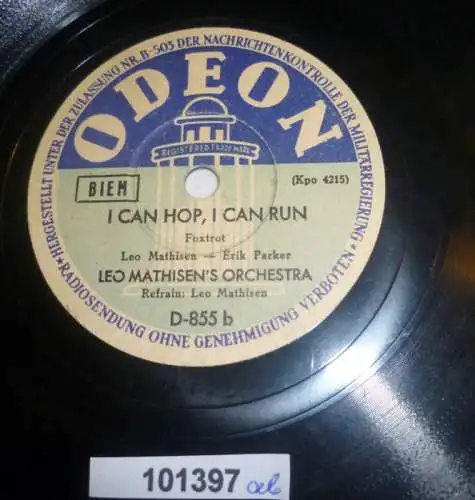 HERGESTELLT UNTER DER ZULASSUNG NR. B-503 DER NACHRICHTENKONTROLLE DER MILITÄRREGIERUNG
ODEON
REGISTERED TRADE MARK
BIEM
(Kpo 4215)
I CAN HOP, I CAN RUN
Foxtrot
Leo Mathisen — Erik Parker
LEO MATHISEN'S ORCHESTRA
Refrain: Leo Mathisen
D-855 b
* RADIOSENDUNG OHNE GENEHMIGUNG VERBOTEN *
101397